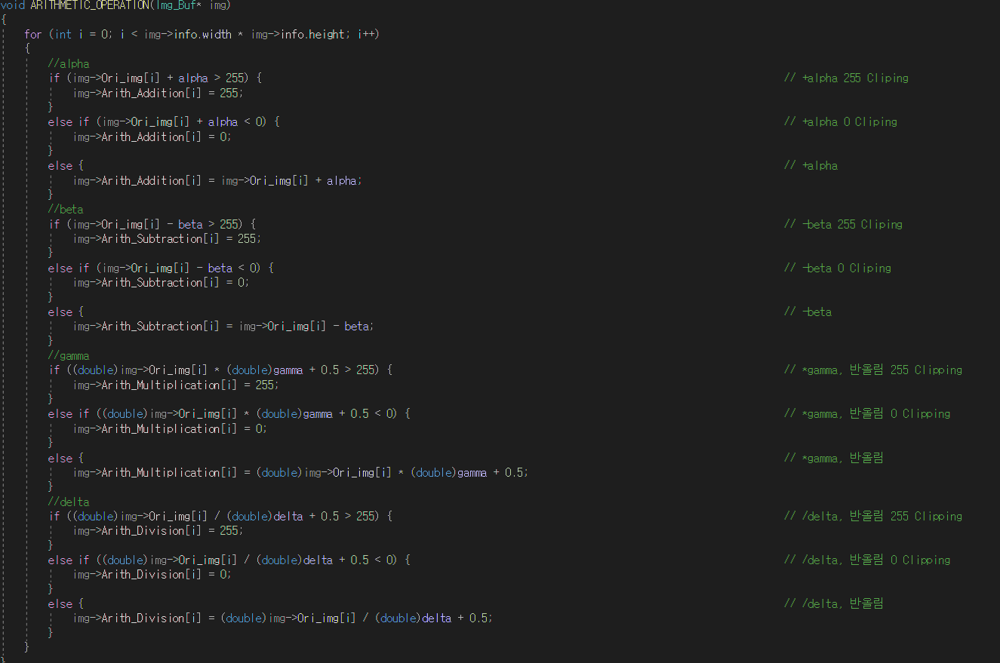 void ARITHMETIC_OPERATION(Img_Buf* img)
{
for (int i = 0; i < img->info.width * img->info.height; i++)
{
//alpha
if (img->Ori_img[i] + alpha > 255) { // +alpha 255 Cliping
img->Arith_Addition[i] = 255;
}
else if (img->Ori_img[i] + alpha < 0) { // +alpha 0 Cliping
img->Arith_Addition[i] = 0;
}
else { // +alpha
img->Arith_Addition[i] = img->Ori_img[i] + alpha;
}
//beta
if (img->Ori_img[i] - beta > 255) { // -beta 255 Cliping
img->Arith_Subtraction[i] = 255;
}
else if (img->Ori_img[i] - beta < 0) { // -beta 0 Cliping
img->Arith_Subtraction[i] = 0;
}
else { // -beta
img->Arith_Subtraction[i] = img->Ori_img[i] - beta;
}
//gamma
if ((double)img->Ori_img[i] * (double)gamma + 0.5 > 255) { // *gamma, 반올림 255 Clipping
img->Arith_Multiplication[i] = 255;
}
else if ((double)img->Ori_img[i] * (double)gamma + 0.5 < 0) { // *gamma, 반올림 0 Clipping
img->Arith_Multiplication[i] = 0;
}
else { // *gamma, 반올림
img->Arith_Multiplication[i] = (double)img->Ori_img[i] * (double)gamma + 0.5;
}
//delta
if ((double)img->Ori_img[i] / (double)delta + 0.5 > 255) { // /delta, 반올림 255 Clipping
img->Arith_Division[i] = 255;
}
else if ((double)img->Ori_img[i] / (double)delta + 0.5 < 0) { // /delta, 반올림 0 Clipping
img->Arith_Division[i] = 0;
}
else { // /delta, 반올림
img->Arith_Division[i] = (double)img->Ori_img[i] / (double)delta + 0.5;
}
}
}